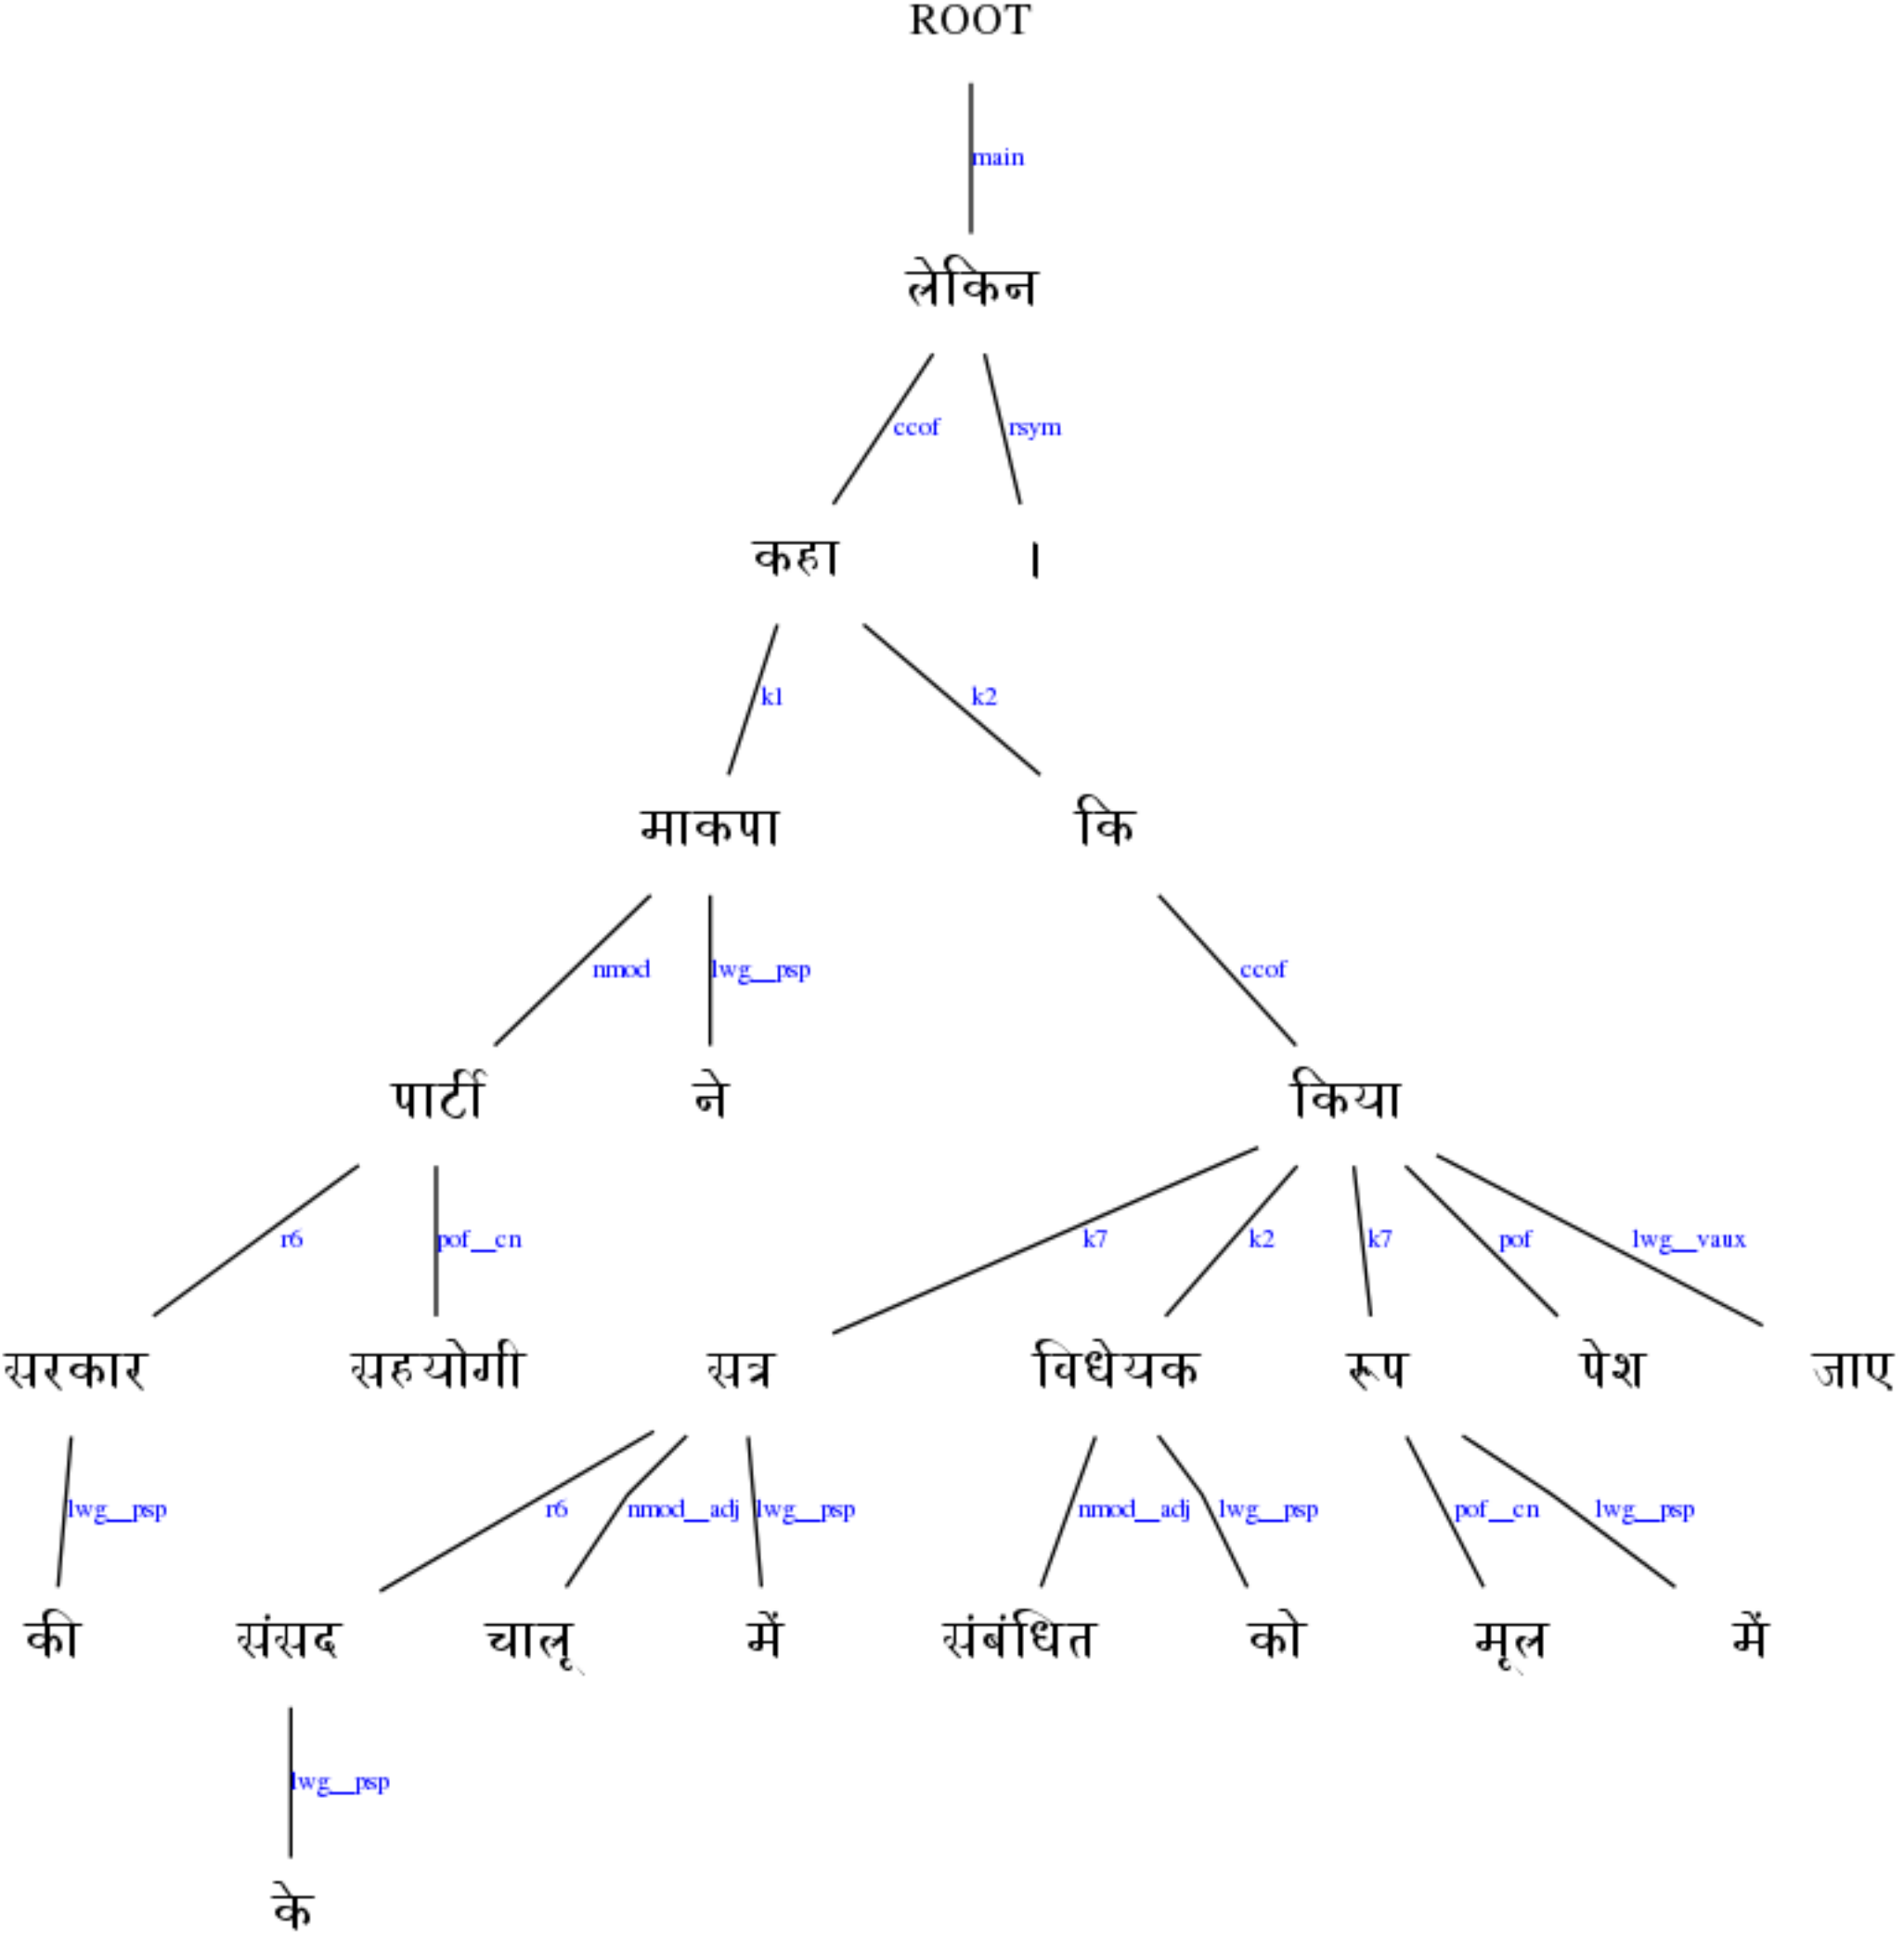 ROOT
main
लेकिन
ccof rsym
कहा ।
k1 k2
माकपा कि
nmod lwg__psp ccof
पार्टी ने किया
r6 pof__cn k7 k2 k7 pof lwg__vaux
सरकार सहयोगी सत्र विधेयक रूप पेश जाए
lwg__psp r6 nmod__adj lwg__psp nmod__adj lwg__psp pof__cn lwg__psp
की संसद चालू में संबंधित को मूल में
lwg__psp
के